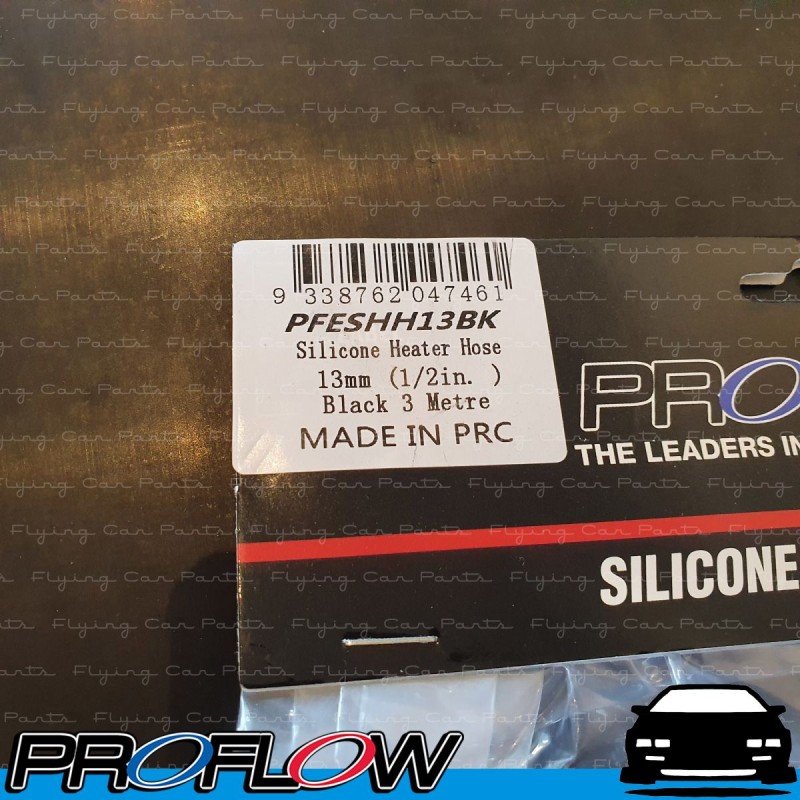 Flying Car Parts
9 338762 047461
PFESHH13BK
Silicone Heater Hose
13mm (1/2in. )
Black 3 Metre
MADE IN PRC
PRO
THE LEADERS IN
SILICONE
PROFLOW